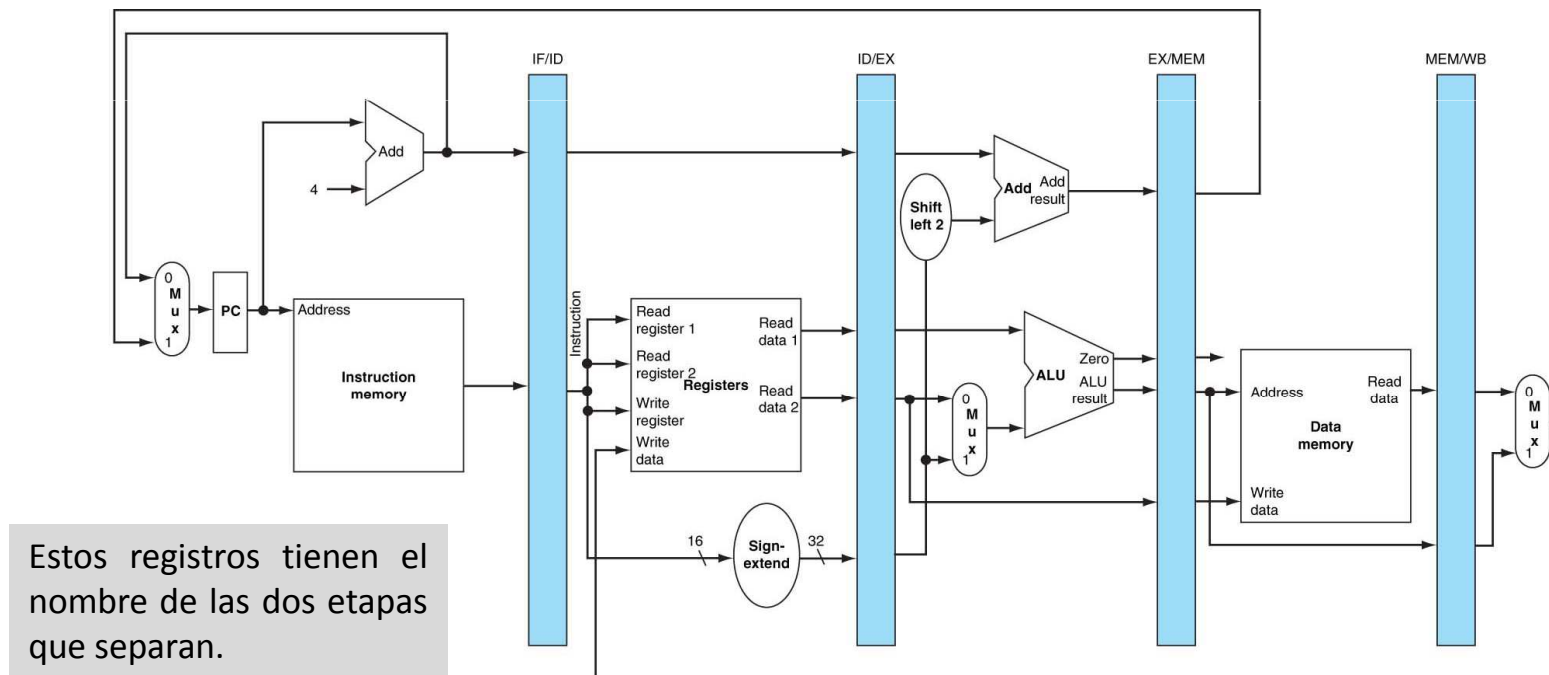 IF/ID
ID/EX
EX/MEM
MEM/WB
Add
4
0
M
u
x
1
PC
Address
Instruction
memory
Instruction
Read
register 1
Read
register 2
Write
register
Write
data
Registers
Read
data 1
Read
data 2
16
Sign-
extend
32
Shift
left 2
Add
Add
result
0
M
u
x
1
ALU
Zero
ALU
result
Address
Read
data
Data
memory
Write
data
0
M
u
x
1
Estos registros tienen el
nombre de las dos etapas
que separan.